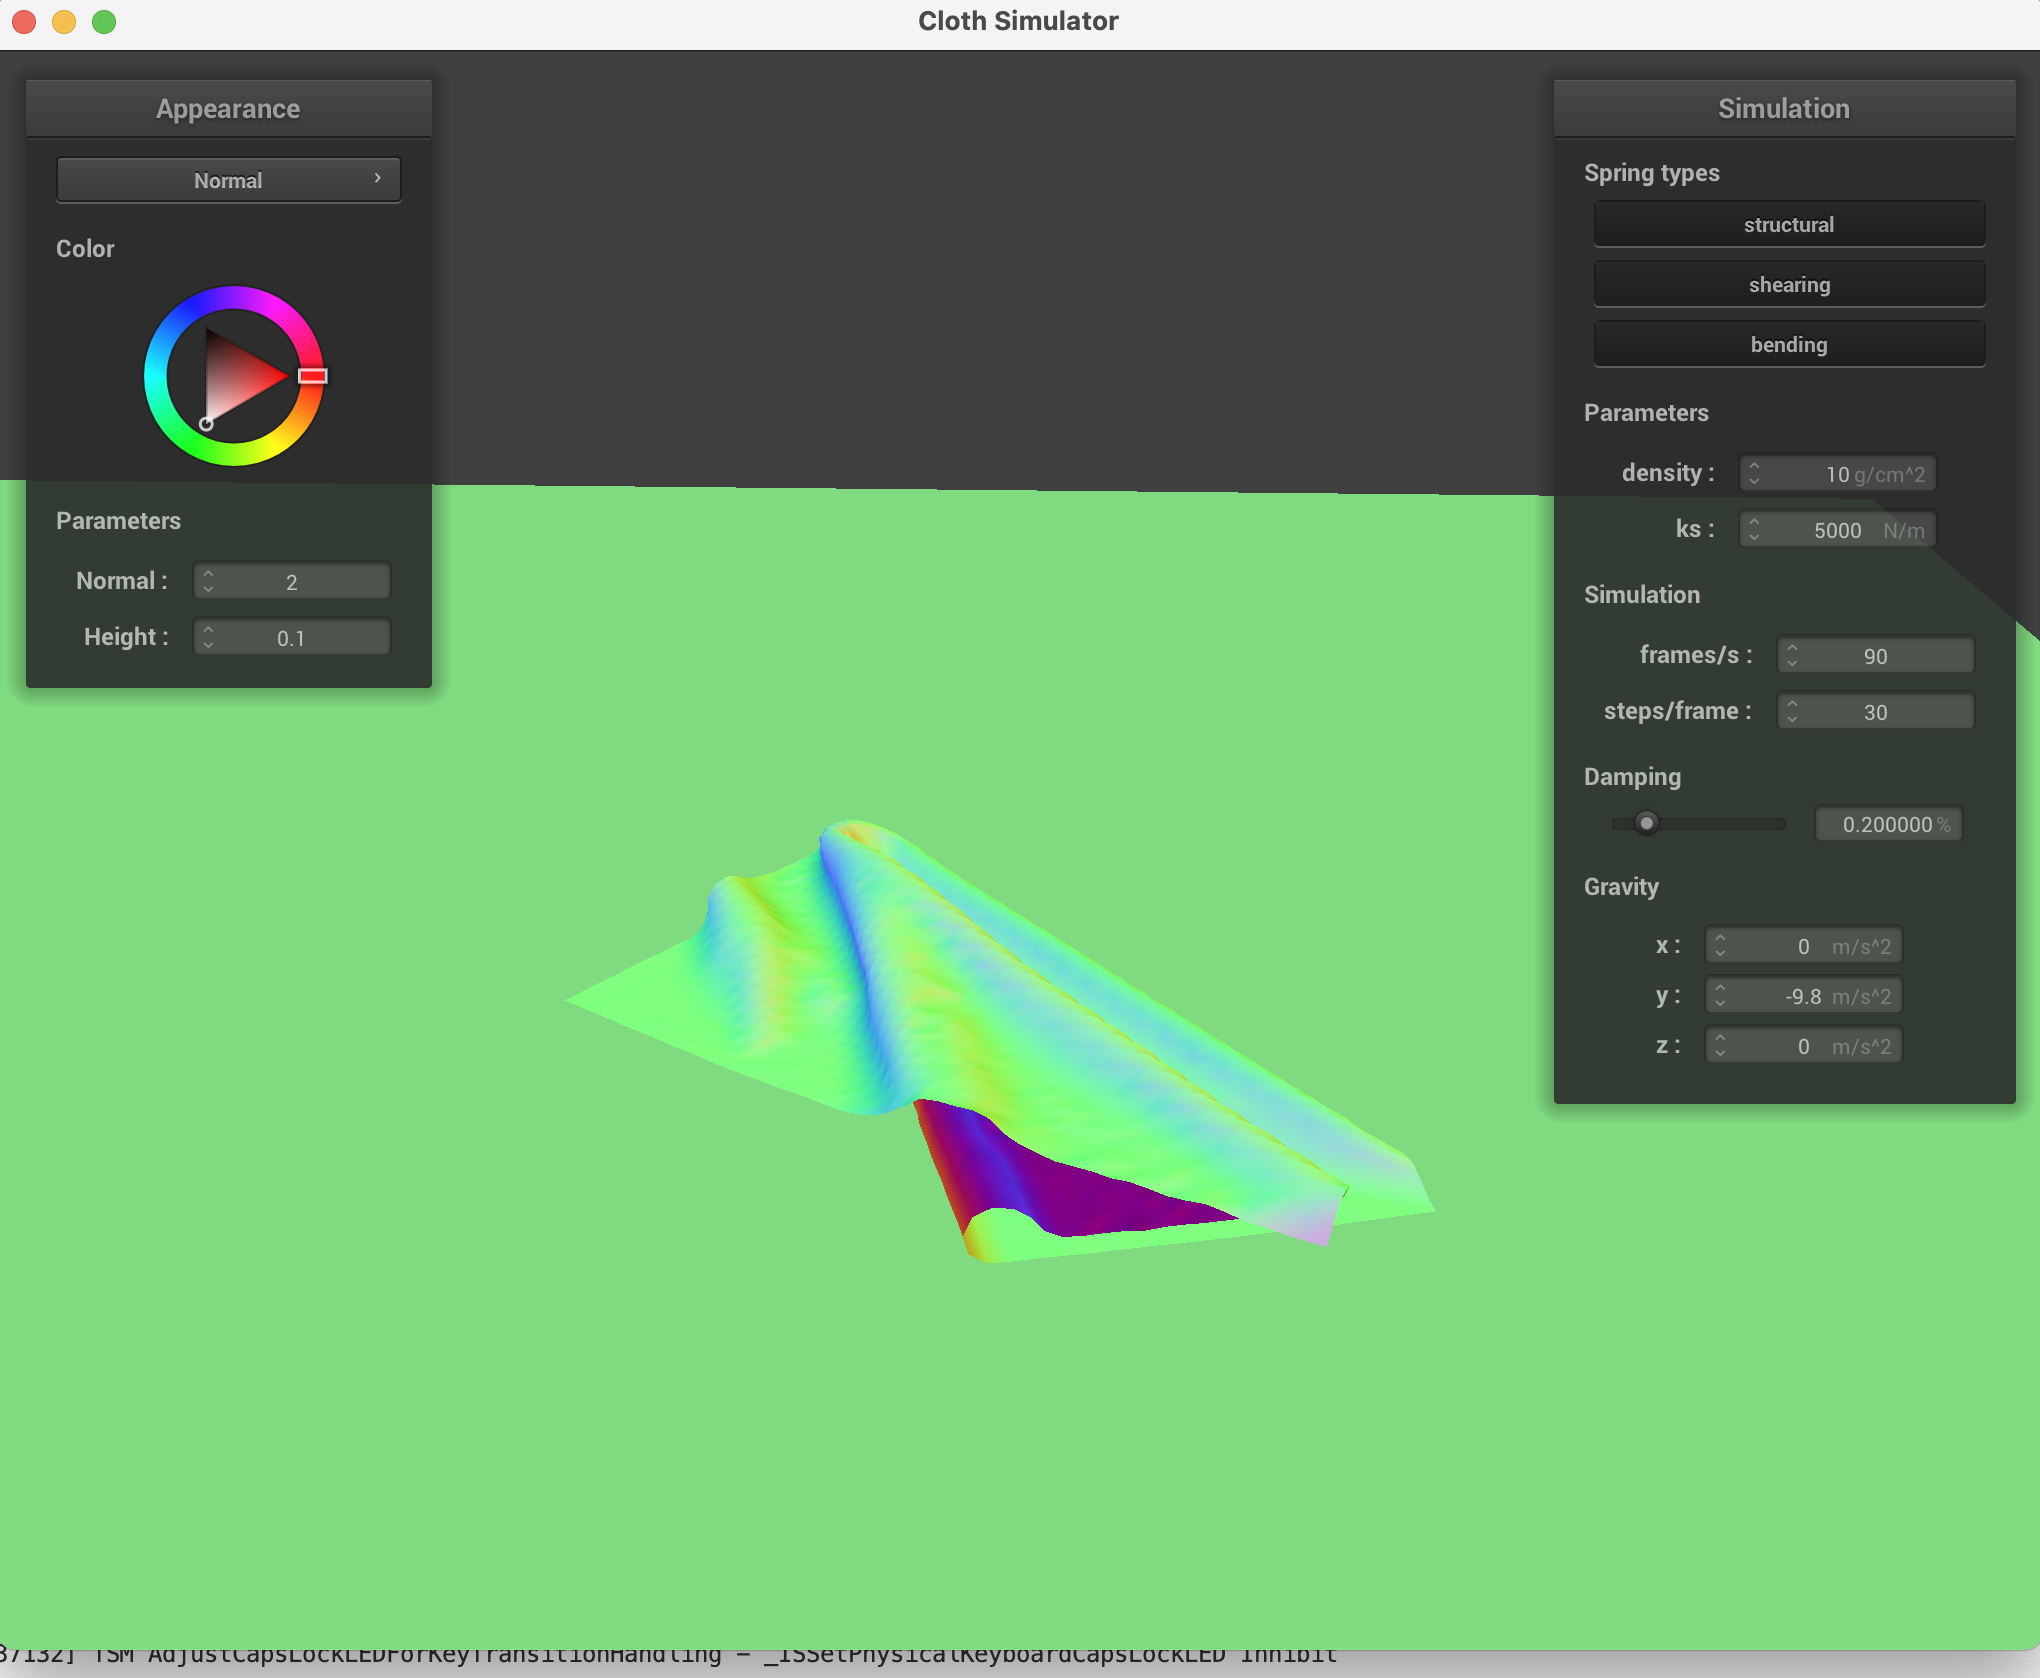 Cloth Simulator
Appearance
Normal
Color
Parameters
Normal : 2
Height : 0.1
Simulation
Spring types
structural
shearing
bending
Parameters
density : 10 g/cm^2
ks : 5000 N/m
Simulation
frames/s : 90
steps/frame : 30
Damping
0.200000 %
Gravity
x : 0 m/s^2
y : -9.8 m/s^2
z : 0 m/s^2
37132] TSM AdjustCapsLockLEDForKeyTransitionHandling - _ISSetPhysicalKeyboardCapsLockLED Inhibit